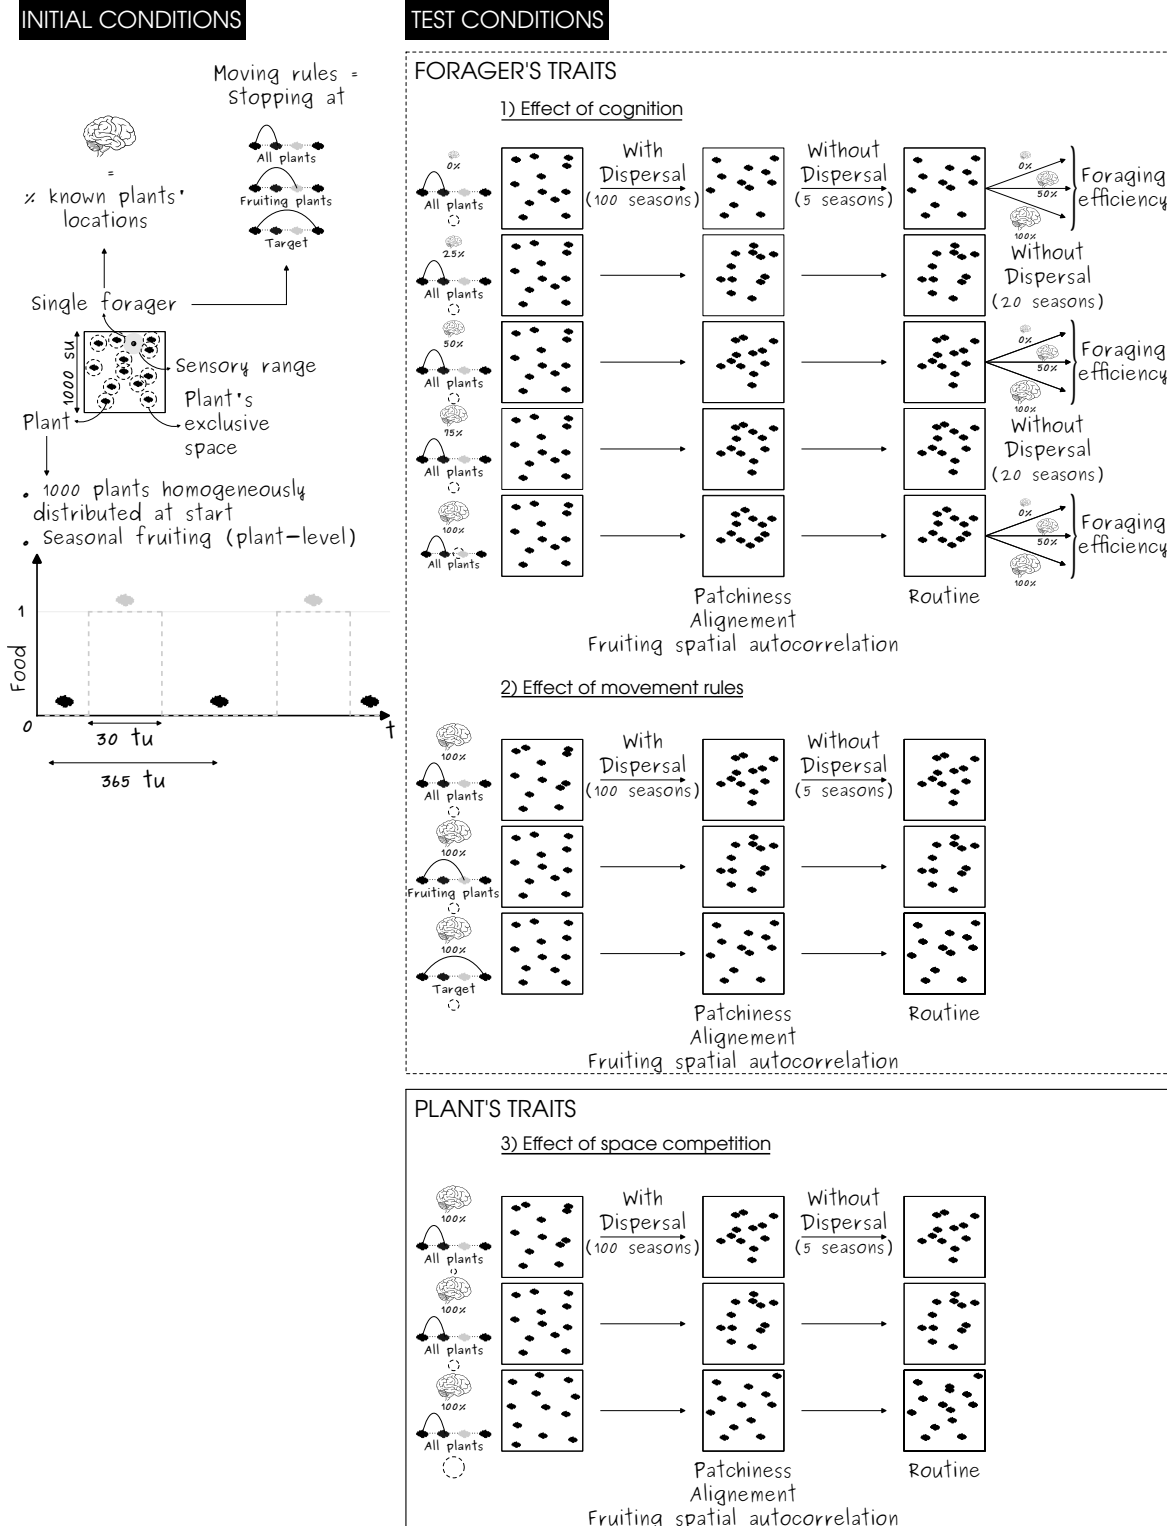 INITIAL CONDITIONS
Moving rules =
Stopping at
All plants
Fruiting plants
Target
=
% known plants'
locations
Single forager
1000 su
Sensory range
Plant's
exclusive
space
Plant
• 1000 plants homogeneously
distributed at start
• Seasonal fruiting (plant-level)
1
Food
0
t
30 tu
365 tu
TEST CONDITIONS
FORAGER'S TRAITS
1) Effect of cognition
With
Dispersal
(100 seasons)
Without
Dispersal
(5 seasons)
0%
All plants
0%
50%
100%
Foraging
efficiency
25%
All plants
Without
Dispersal
(20 seasons)
50%
All plants
0%
50%
100%
Foraging
efficiency
75%
All plants
Without
Dispersal
(20 seasons)
100%
All plants
0%
50%
100%
Foraging
efficiency
Patchiness
Alignement
Fruiting spatial autocorrelation
Routine
2) Effect of movement rules
With
Dispersal
(100 seasons)
Without
Dispersal
(5 seasons)
100%
All plants
100%
Fruiting plants
100%
Target
Patchiness
Alignement
Fruiting spatial autocorrelation
Routine
PLANT'S TRAITS
3) Effect of space competition
With
Dispersal
(100 seasons)
Without
Dispersal
(5 seasons)
100%
All plants
100%
All plants
100%
All plants
Patchiness
Alignement
Fruiting spatial autocorrelation
Routine